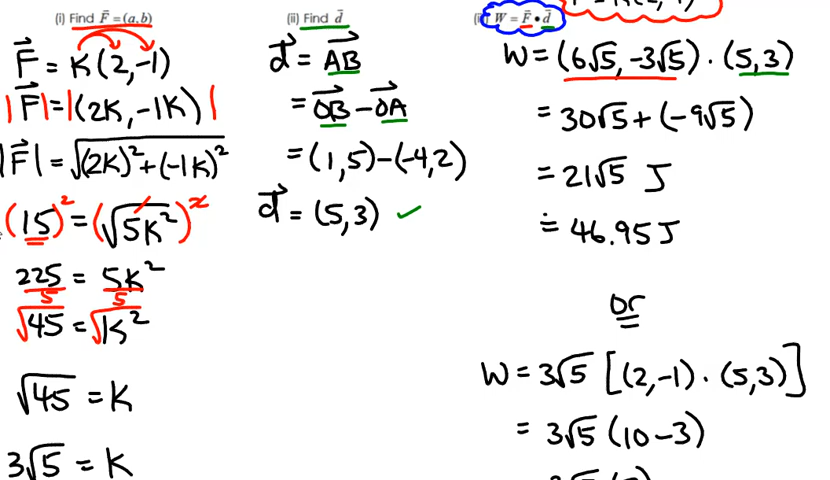 (i) Find F⃗ = (a, b)
F⃗ = K(2,-1)
|F⃗| = |(2K, -1K)|
|F⃗| = √((2K)²+(-1K)²)
(15)² = (√5K²)²
225/5 = 5K²/5
√45 = √K²
√45 = K
3√5 = K
(ii) Find d⃗
d⃗ = AB⃗
= OB⃗ - OA⃗
= (1,5)-(-4,2)
d⃗ = (5,3) ✓
W = F⃗ • d⃗
W = (6√5, -3√5) · (5,3)
= 30√5 + (-9√5)
= 21√5 J
≐ 46.95 J
or
W = 3√5 [(2,-1) · (5,3)]
= 3√5 (10-3)